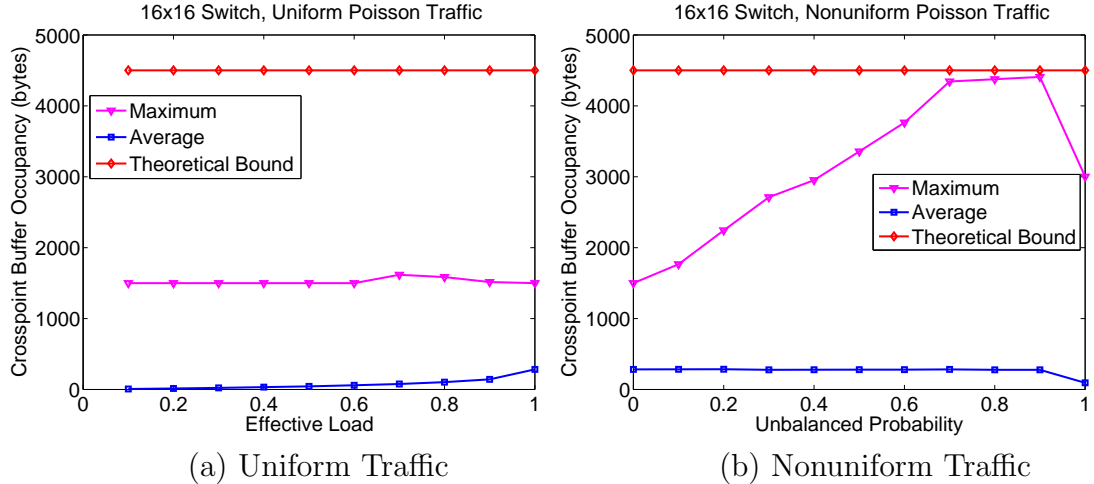 16x16 Switch, Uniform Poisson Traffic
Crosspoint Buffer Occupancy (bytes)
5000
4000
3000
2000
1000
0
Maximum
Average
Theoretical Bound
0
0.2
0.4
0.6
0.8
1
Effective Load
(a) Uniform Traffic
16x16 Switch, Nonuniform Poisson Traffic
Crosspoint Buffer Occupancy (bytes)
5000
4000
3000
2000
1000
0
Maximum
Average
Theoretical Bound
0
0.2
0.4
0.6
0.8
1
Unbalanced Probability
(b) Nonuniform Traffic